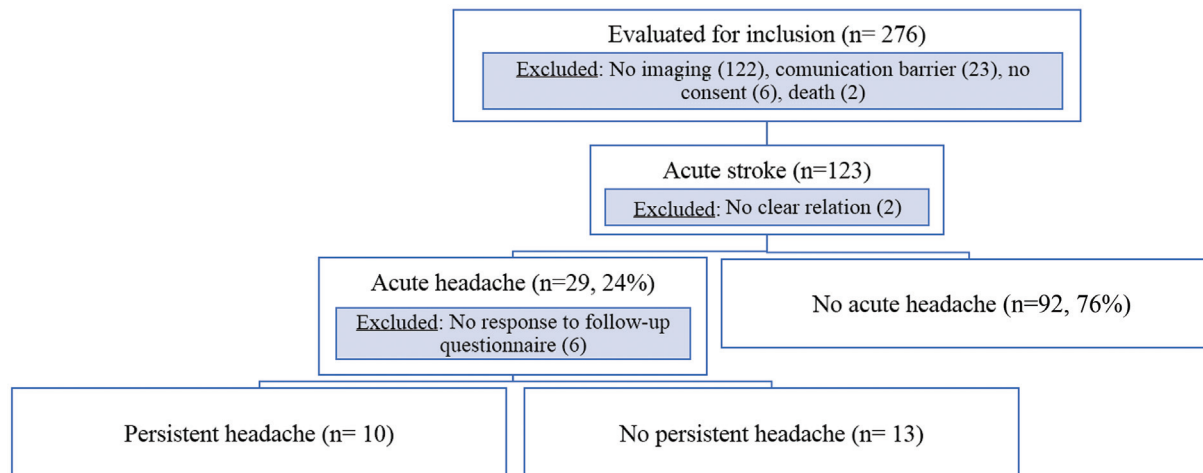 Evaluated for inclusion (n= 276)
Excluded: No imaging (122), comunication barrier (23), no
consent (6), death (2)
Acute stroke (n=123)
Excluded: No clear relation (2)
Acute headache (n=29, 24%)
Excluded: No response to follow-up
questionnaire (6)
No acute headache (n=92, 76%)
Persistent headache (n= 10)
No persistent headache (n= 13)